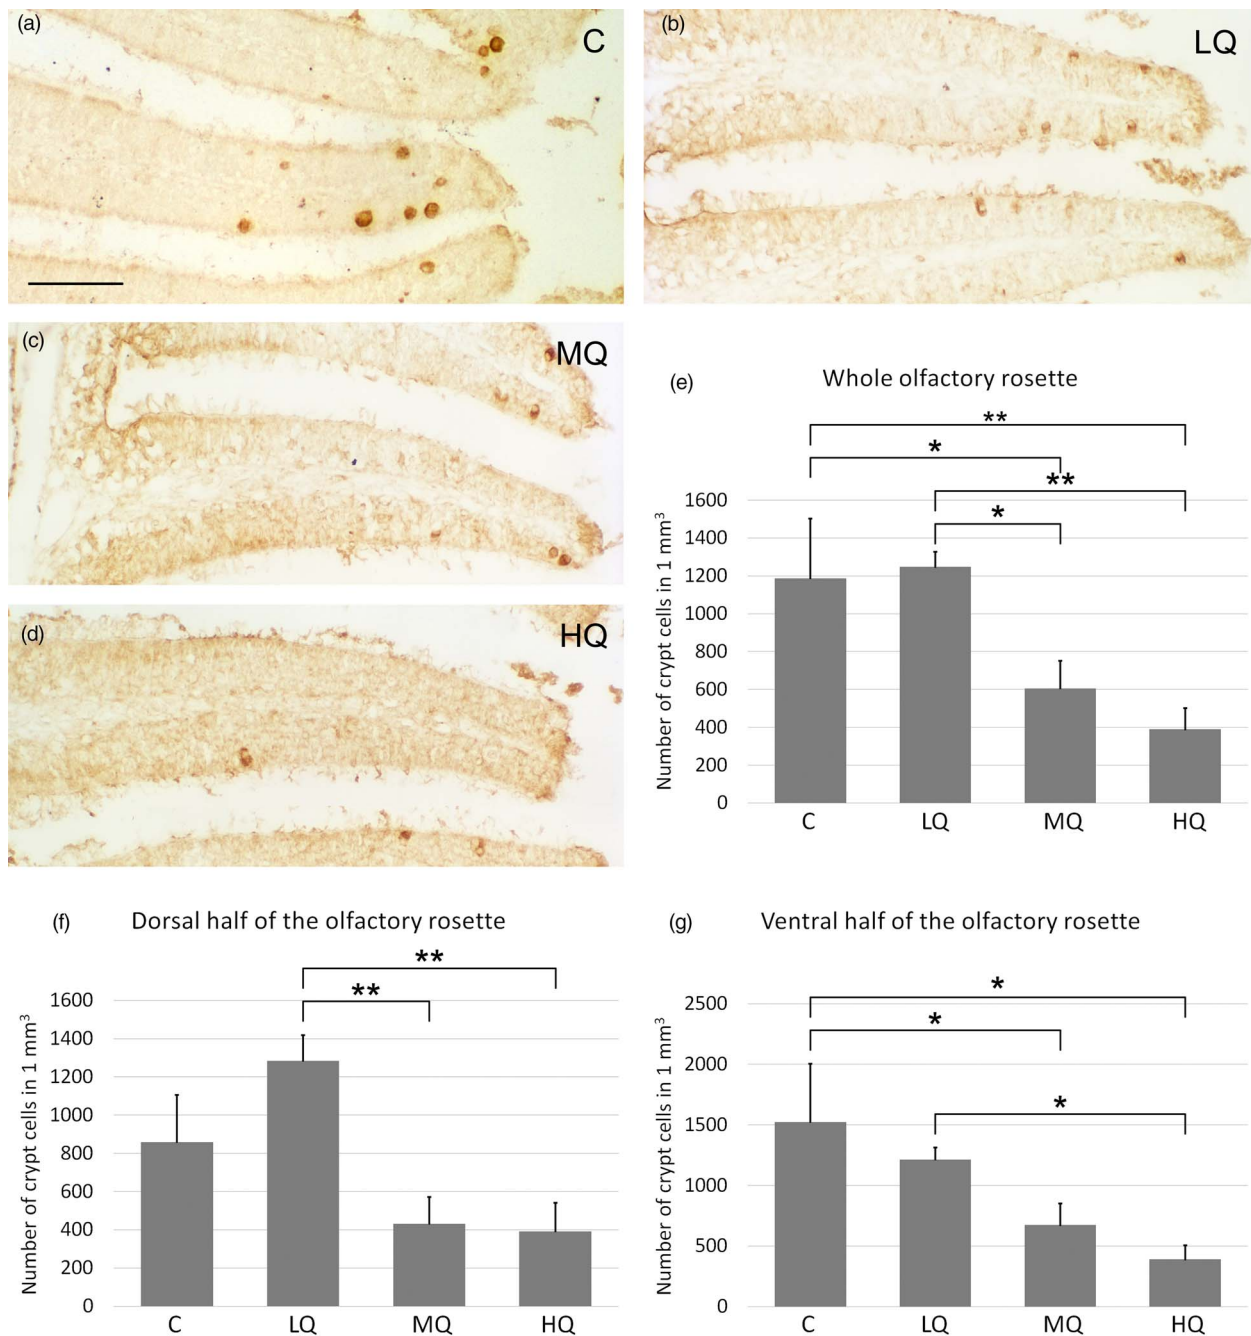 (a)
C
(b)
LQ
(c)
MQ
(d)
HQ
(e)
Whole olfactory rosette
**
*
**
*
Number of crypt cells in 1 mm³
1600
1400
1200
1000
800
600
400
200
0
C LQ MQ HQ
(f)
Dorsal half of the olfactory rosette
**
**
Number of crypt cells in 1 mm³
1600
1400
1200
1000
800
600
400
200
0
C LQ MQ HQ
(g)
Ventral half of the olfactory rosette
*
*
*
Number of crypt cells in 1 mm³
2500
2000
1500
1000
500
0
C LQ MQ HQ